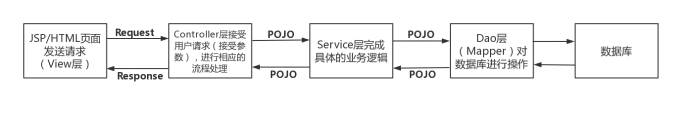 JSP/HTML页面
发送请求
（View层）
Request
Response
Controller层接受
用户请求（接受参
数），进行相应的
流程处理
POJO
POJO
Service层完成
具体的业务逻辑
POJO
POJO
Dao层
（Mapper）对
数据库进行操作
数据库